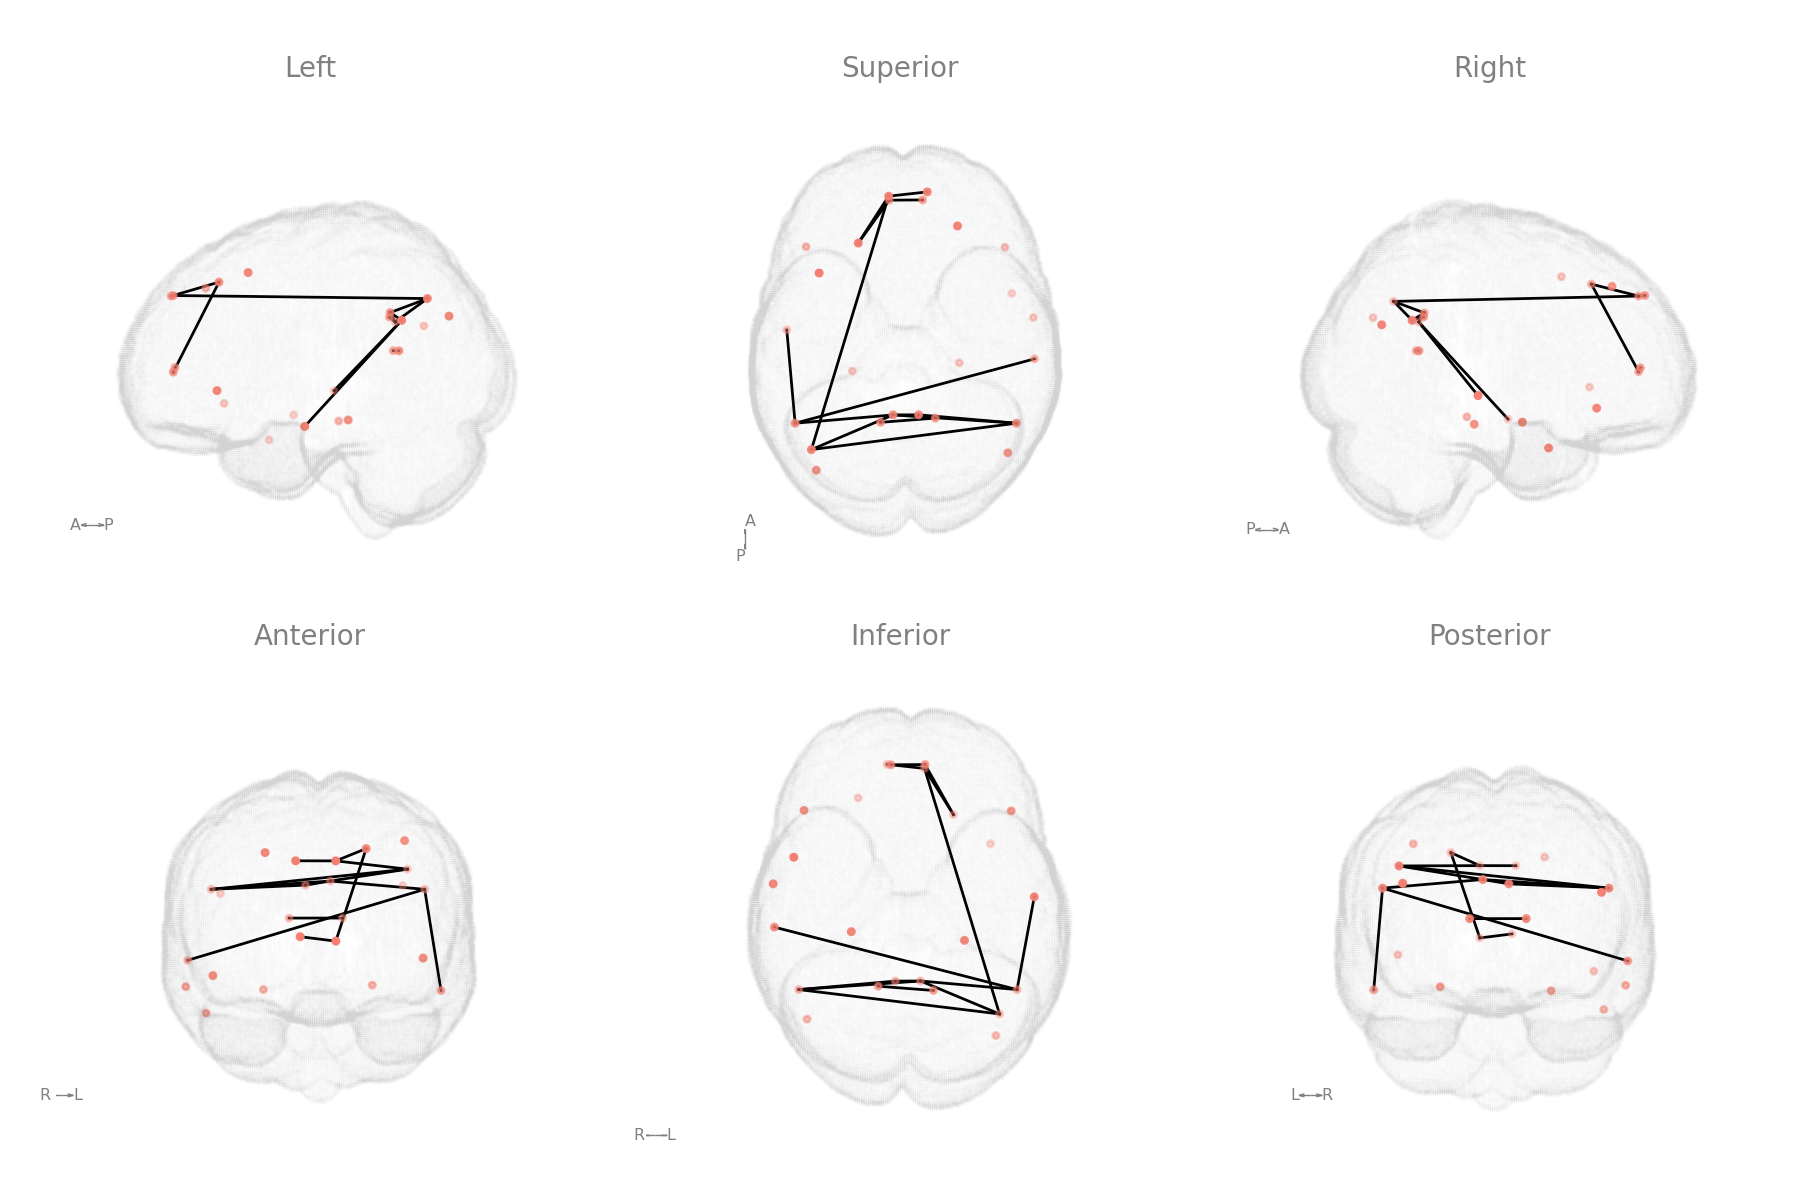 Left
Superior
Right
A
P
A
P
P
A
Anterior
Inferior
Posterior
R
L
R
L
L
R